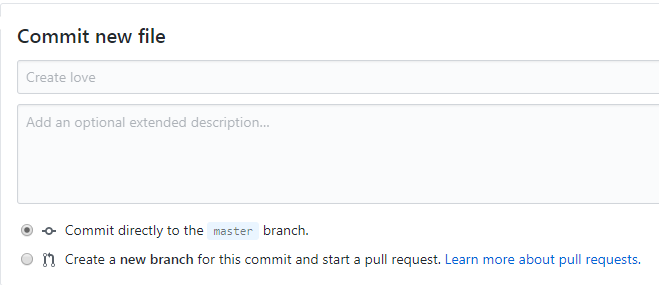 Commit new file
Create love
Add an optional extended description...
Commit directly to the master branch.
Create a new branch for this commit and start a pull request. Learn more about pull requests.